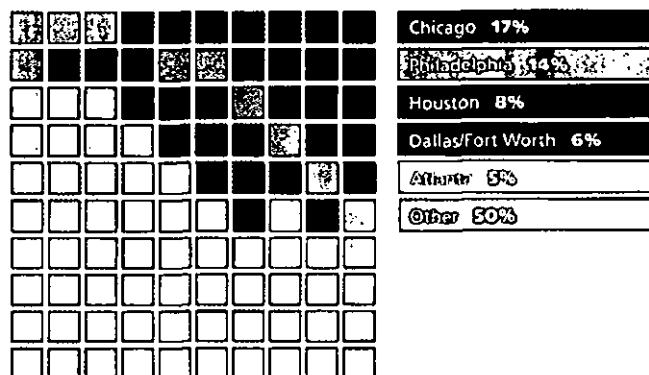 Chicago 17%
Philadelphia 14%
Houston 8%
Dallas/Fort Worth 6%
Atlanta 5%
Other 50%